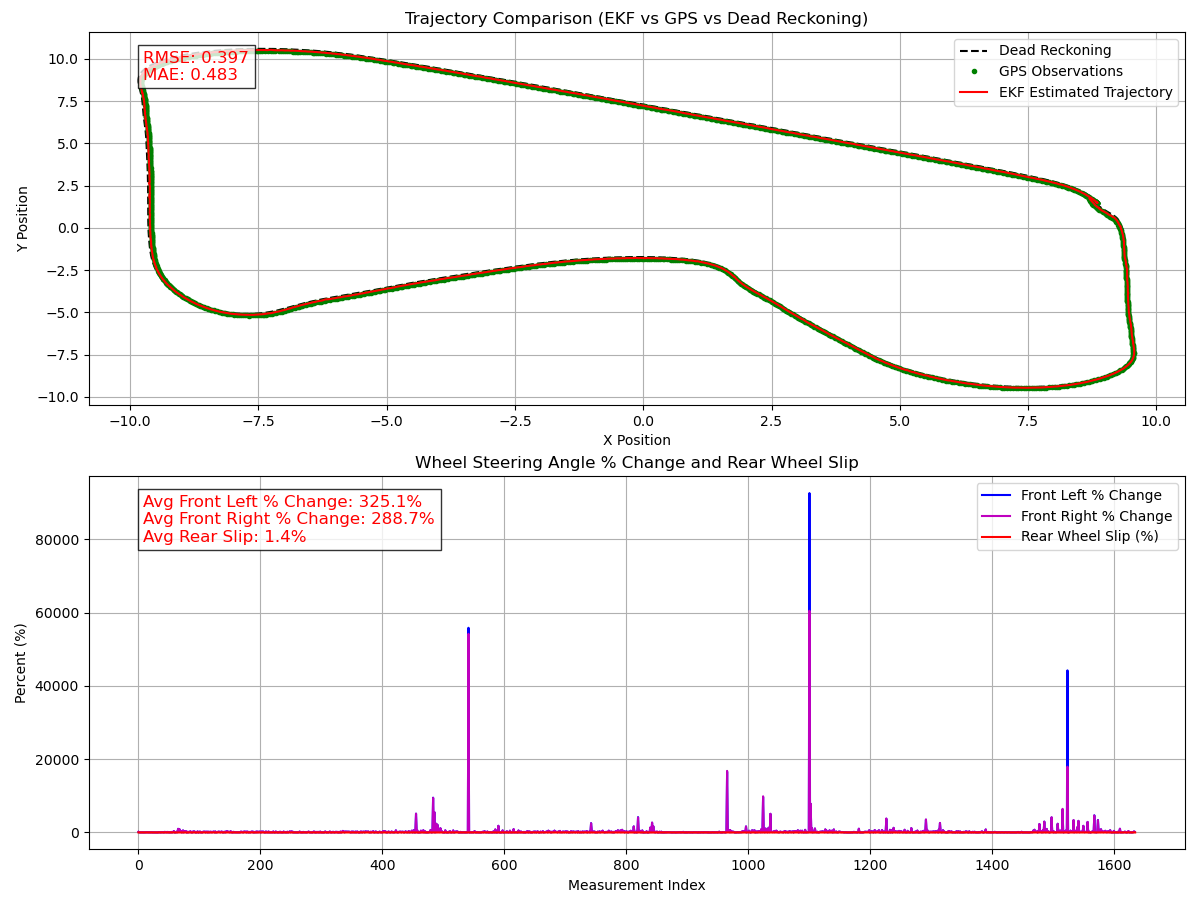 Trajectory Comparison (EKF vs GPS vs Dead Reckoning)
RMSE: 0.397
MAE: 0.483
Dead Reckoning
GPS Observations
EKF Estimated Trajectory
Y Position
10.0
7.5
5.0
2.5
0.0
−2.5
−5.0
−7.5
−10.0
−10.0 −7.5 −5.0 −2.5 0.0 2.5 5.0 7.5 10.0
X Position
Wheel Steering Angle % Change and Rear Wheel Slip
Avg Front Left % Change: 325.1%
Avg Front Right % Change: 288.7%
Avg Rear Slip: 1.4%
Front Left % Change
Front Right % Change
Rear Wheel Slip (%)
Percent (%)
80000
60000
40000
20000
0
0 200 400 600 800 1000 1200 1400 1600
Measurement Index